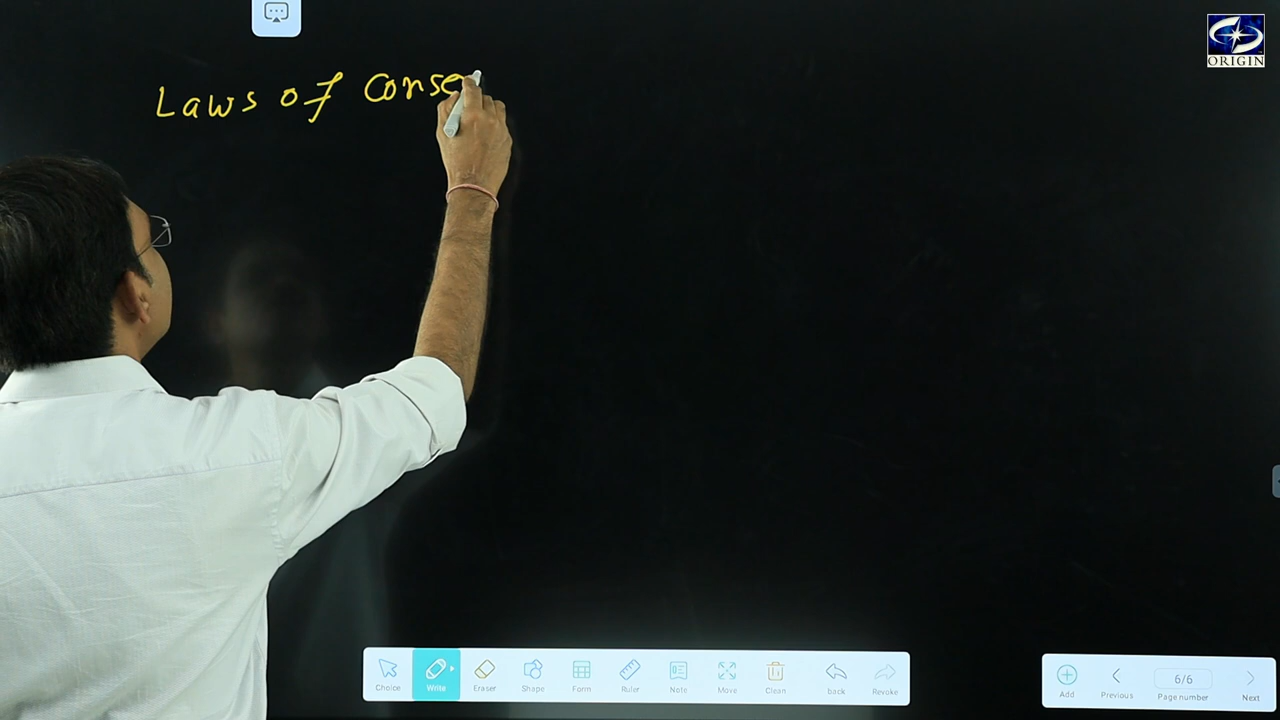 Laws of Conse
ORIGIN
Choice Write Eraser Shape Form Ruler Note Move Clean back Revoke
Add Previous 6/6 Page number Next